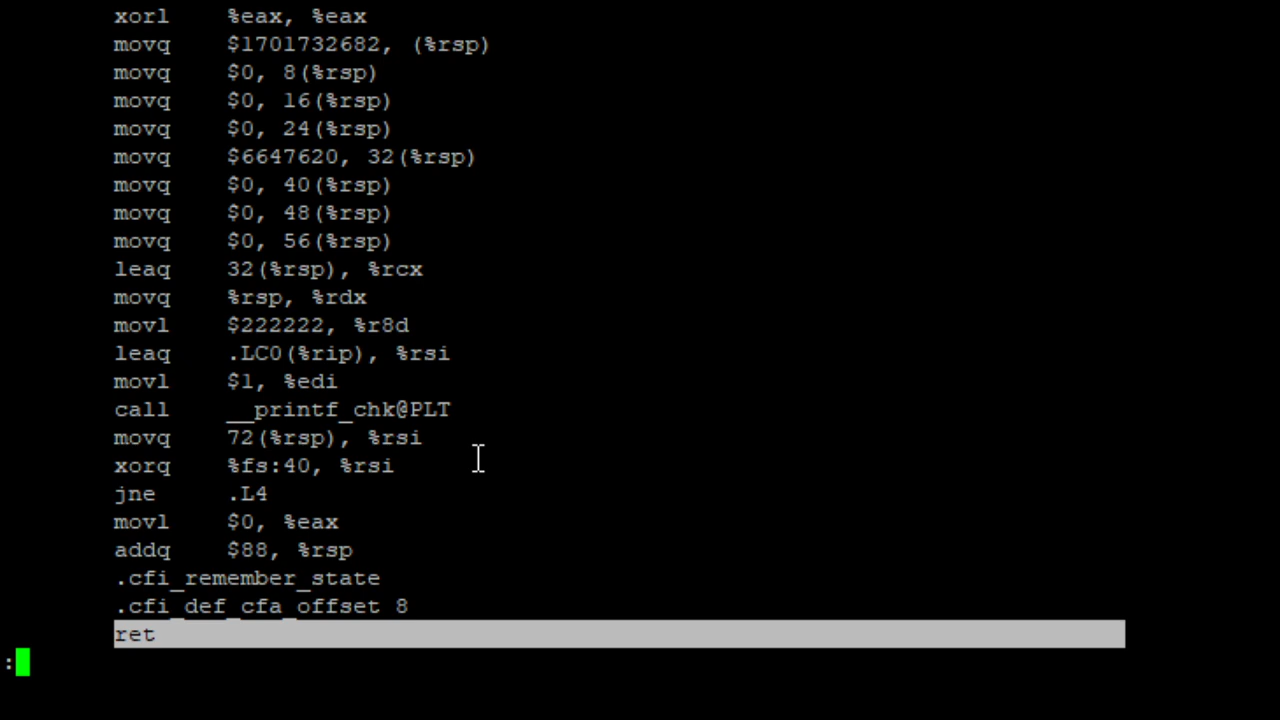 xorl %eax, %eax
movq $1701732682, (%rsp)
movq $0, 8(%rsp)
movq $0, 16(%rsp)
movq $0, 24(%rsp)
movq $6647620, 32(%rsp)
movq $0, 40(%rsp)
movq $0, 48(%rsp)
movq $0, 56(%rsp)
leaq 32(%rsp), %rcx
movq %rsp, %rdx
movl $222222, %r8d
leaq .LC0(%rip), %rsi
movl $1, %edi
call __printf_chk@PLT
movq 72(%rsp), %rsi
xorq %fs:40, %rsi
jne .L4
movl $0, %eax
addq $88, %rsp
.cfi_remember_state
.cfi_def_cfa_offset 8
ret
: